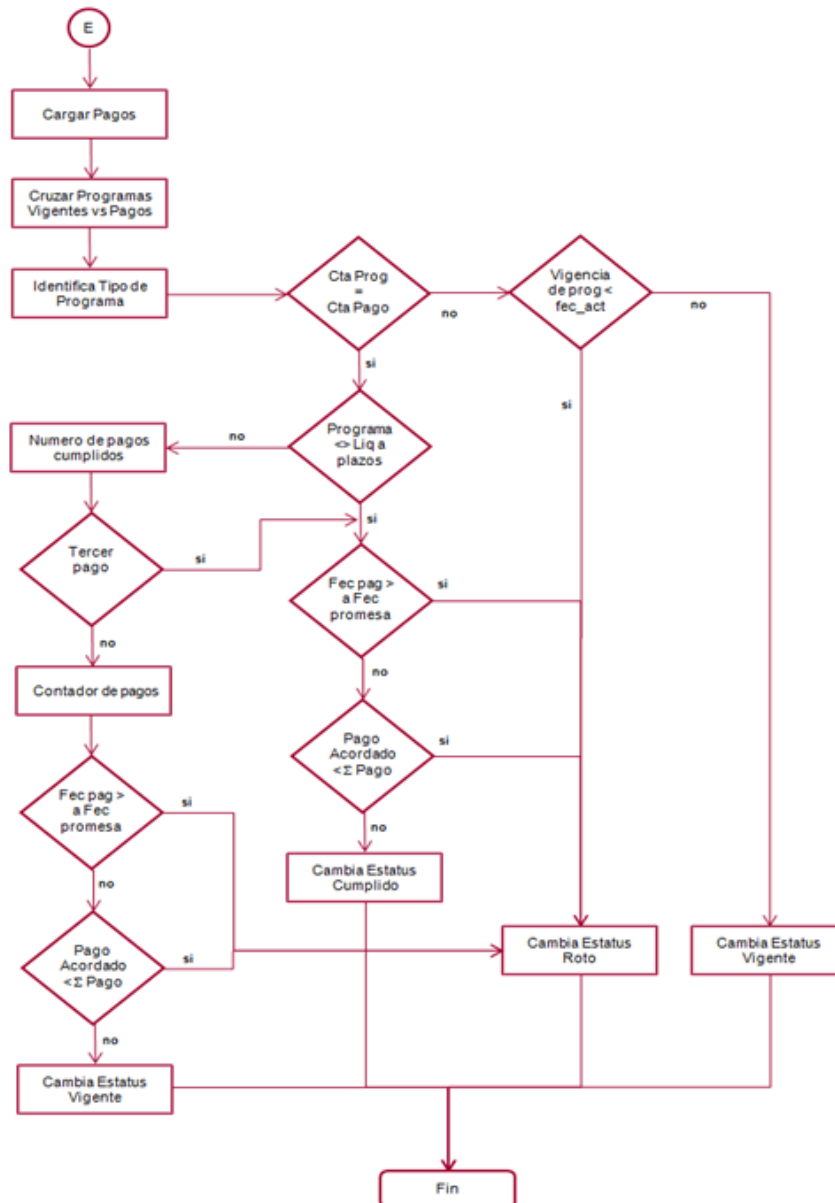 E
Cargar Pagos
Cruzar Programas
Vigentes vs Pagos
Identifica Tipo de
Programa
Cta Prog
=
Cta Pago
no
Vigencia
de prog <
fec_act
no
si
si
Programa
<> Liq a
plazos
no
Numero de pagos
cumplidos
si
Tercer
pago
si
Fec pag >
a Fec
promesa
si
no
no
Contador de pagos
Pago
Acordado
< Σ Pago
si
Fec pag >
a Fec
promesa
si
no
Cambia Estatus
Cumplido
no
Pago
Acordado
< Σ Pago
si
Cambia Estatus
Roto
Cambia Estatus
Vigente
no
Cambia Estatus
Vigente
Fin